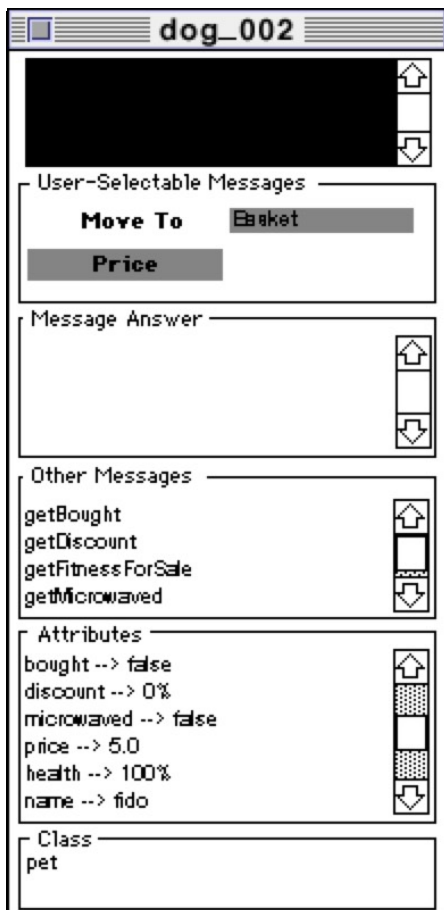 dog_002
User-Selectable Messages
Move To Basket
Price
Message Answer
Other Messages
getBought
getDiscount
getFitnessForSale
getMicrowaved
Attributes
bought --> false
discount --> 0%
microwaved --> false
price --> 5.0
health --> 100%
name --> fido
Class
pet